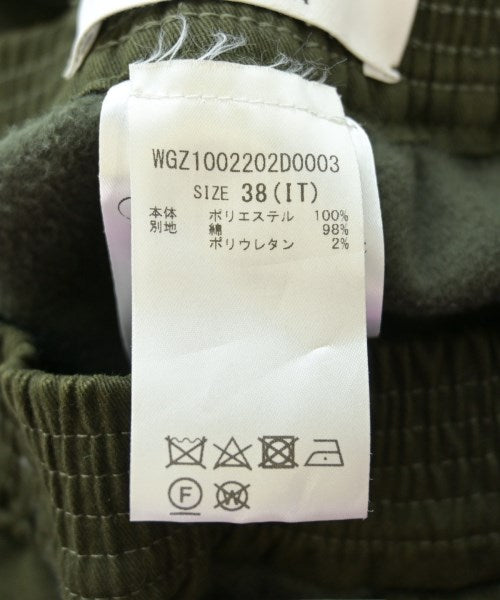 WGZ1002202D0003
SIZE 38(IT)
本体 ポリエステル 100%
別地 綿 98%
ポリウレタン 2%
F
W